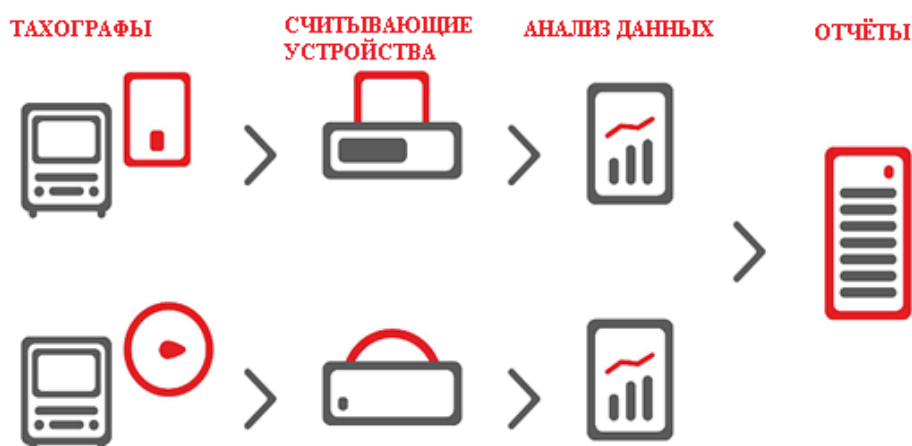 ТАХОГРАФЫ
СЧИТЫВАЮЩИЕ
УСТРОЙСТВА
АНАЛИЗ ДАННЫХ
ОТЧЁТЫ